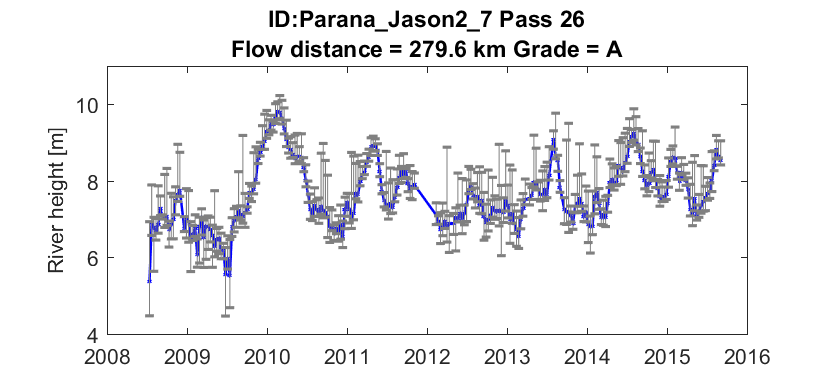 ID:Parana_Jason2_7 Pass 26
Flow distance = 279.6 km Grade = A
River height [m]
10
8
6
4
2008 2009 2010 2011 2012 2013 2014 2015 2016